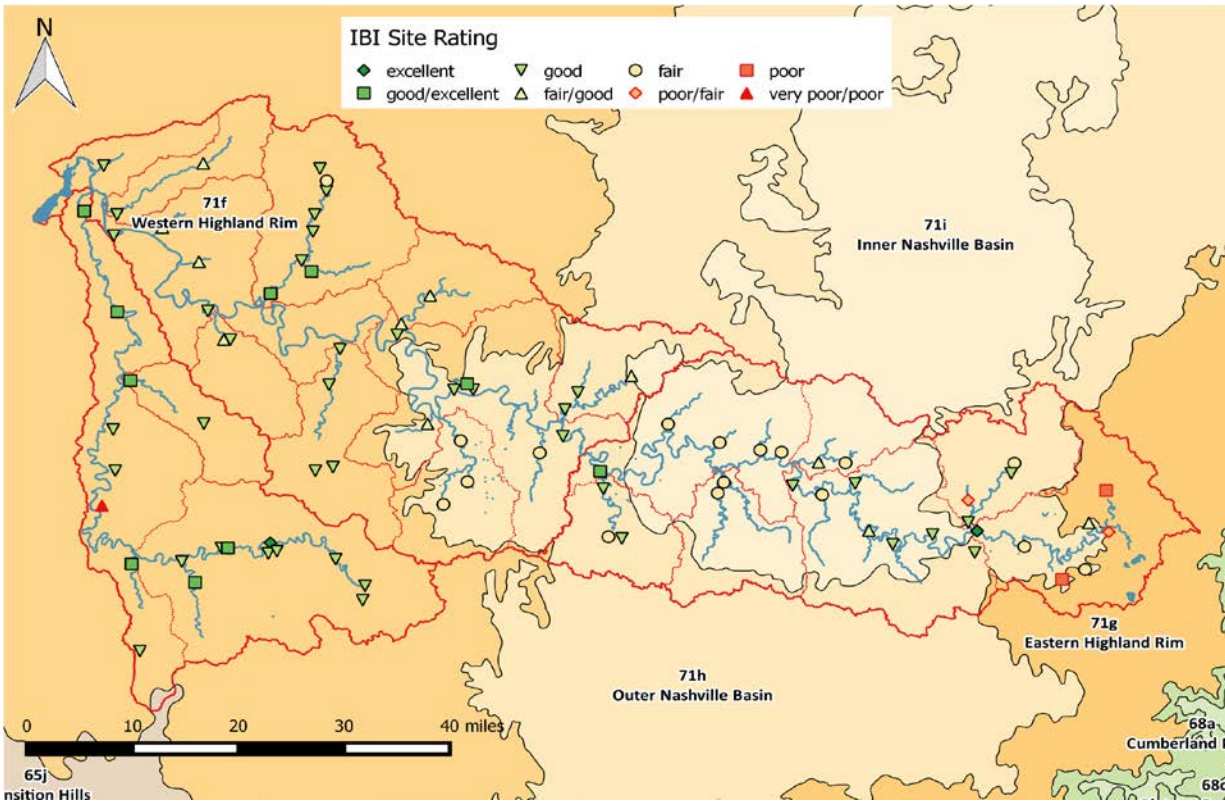 N
IBI Site Rating
excellent
good
fair
poor
good/excellent
fair/good
poor/fair
very poor/poor
71f
Western Highland Rim
71i
Inner Nashville Basin
71g
Eastern Highland Rim
71h
Outer Nashville Basin
0 10 20 30 40 miles
68a
Cumberland
65j
nsition Hills
68c